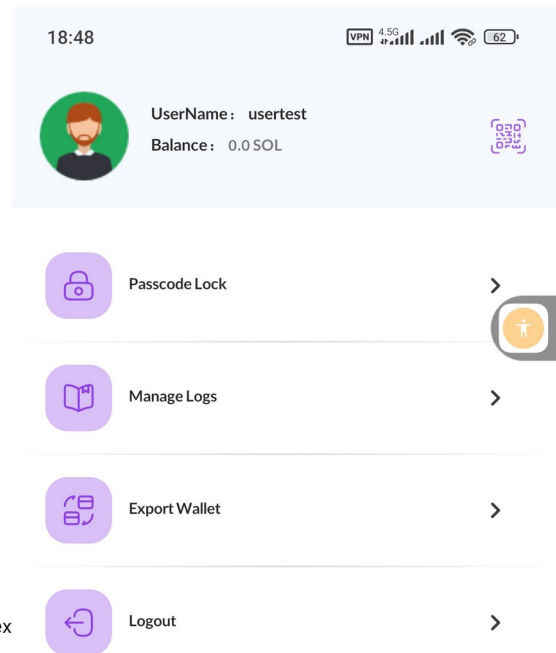 18:48
VPN 4.5G 62
UserName： usertest
Balance： 0.0 SOL
Passcode Lock
Manage Logs
Export Wallet
ex
Logout